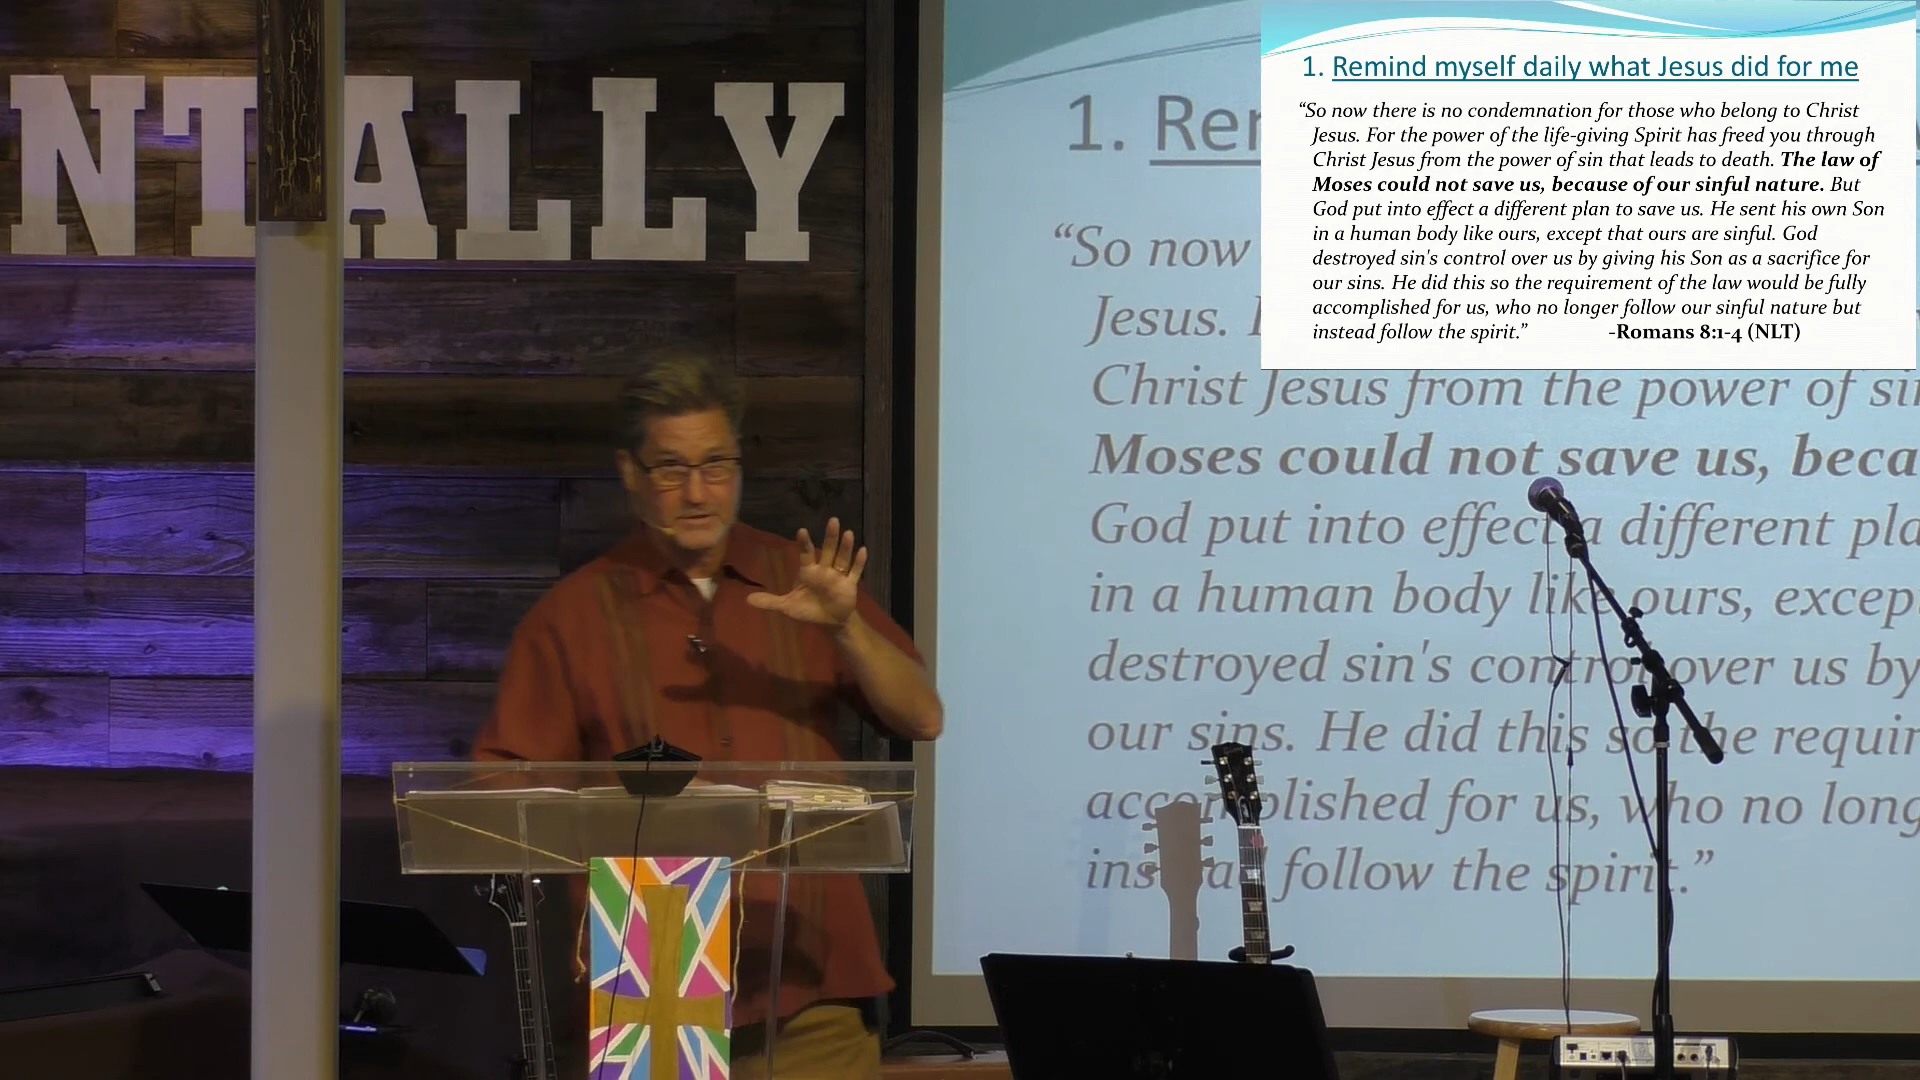 NTALLY
1. Remind myself daily what Jesus did for me
“So now there is no condemnation for those who belong to Christ
Jesus. For the power of the life-giving Spirit has freed you through
Christ Jesus from the power of sin that leads to death. The law of
Moses could not save us, because of our sinful nature. But
God put into effect a different plan to save us. He sent his own Son
in a human body like ours, except that ours are sinful. God
destroyed sin's control over us by giving his Son as a sacrifice for
our sins. He did this so the requirement of the law would be fully
accomplished for us, who no longer follow our sinful nature but
instead follow the spirit.” -Romans 8:1-4 (NLT)
1. Rem
“So now
Jesus.
Christ Jesus from the power of sin
Moses could not save us, beca
God put into effect a different pla
in a human body like ours, excep
destroyed sin's control over us by
our sins. He did this so the requir
accomplished for us, who no long
instead follow the spirit.”